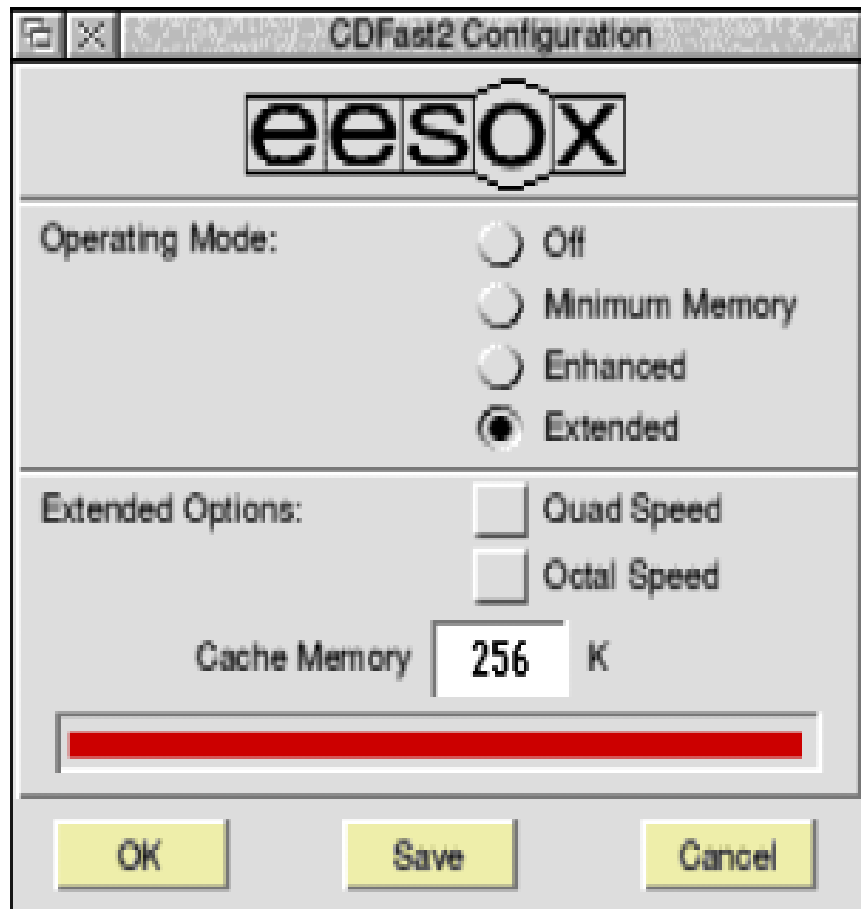 CDFast2 Configuration
eesox
Operating Mode:
Off
Minimum Memory
Enhanced
Extended
Extended Options:
Quad Speed
Octal Speed
Cache Memory 256 K
OK Save Cancel